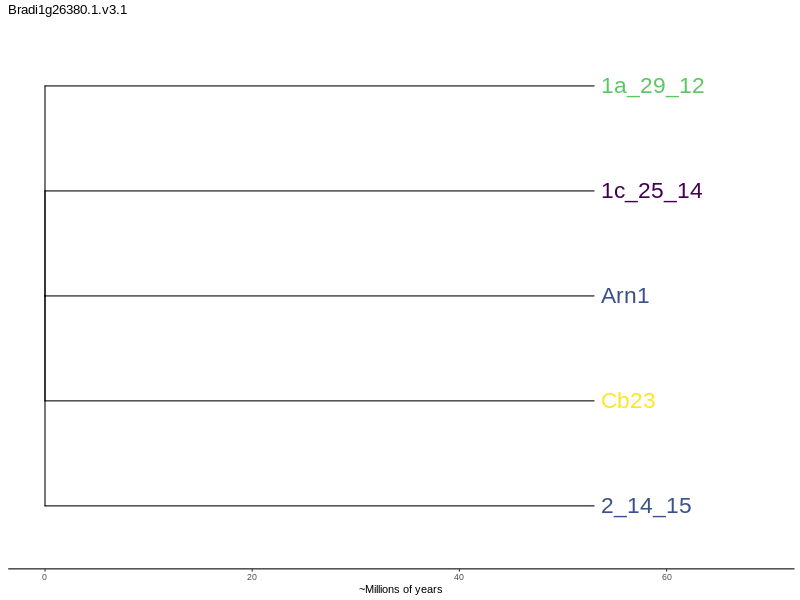 Bradi1g26380.1.v3.1
1a_29_12
1c_25_14
Arn1
Cb23
2_14_15
0 20 40 60
~Millions of years